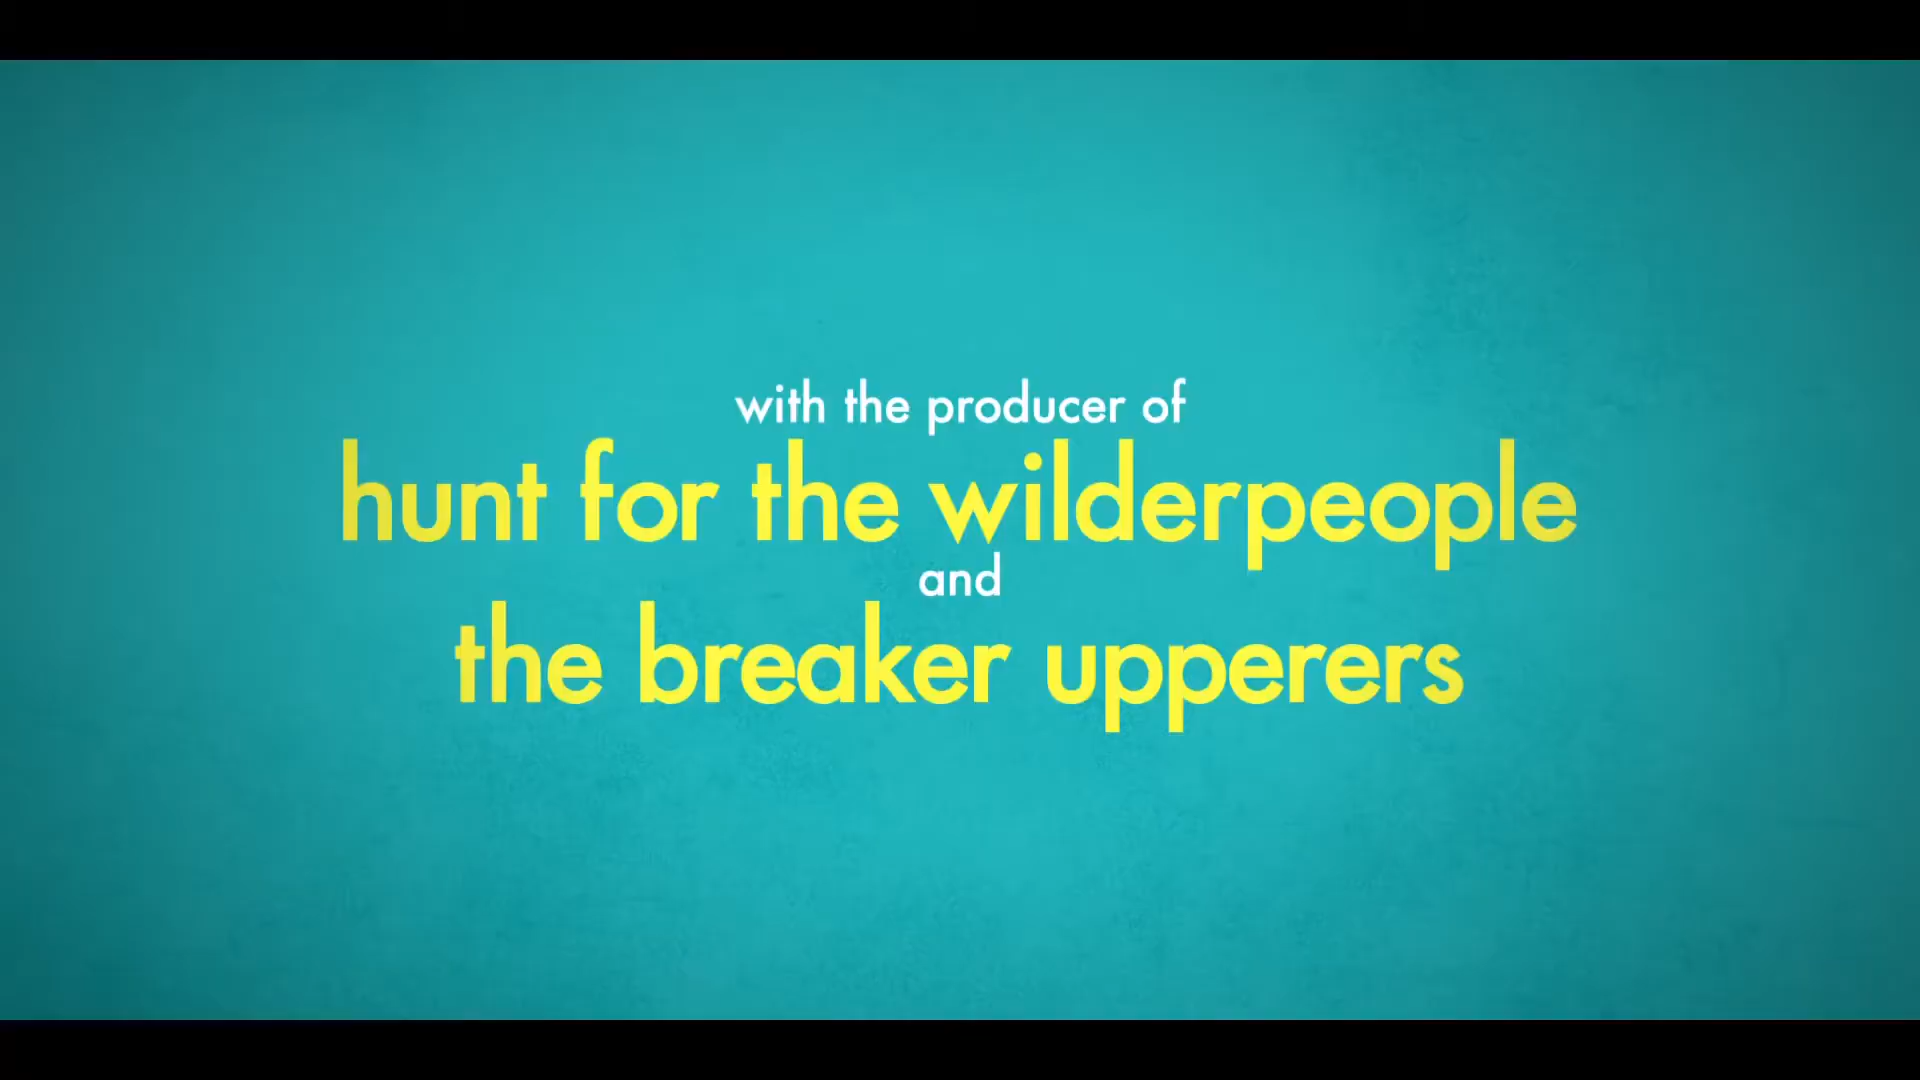 with the producer of
hunt for the wilderpeople
and
the breaker upperers